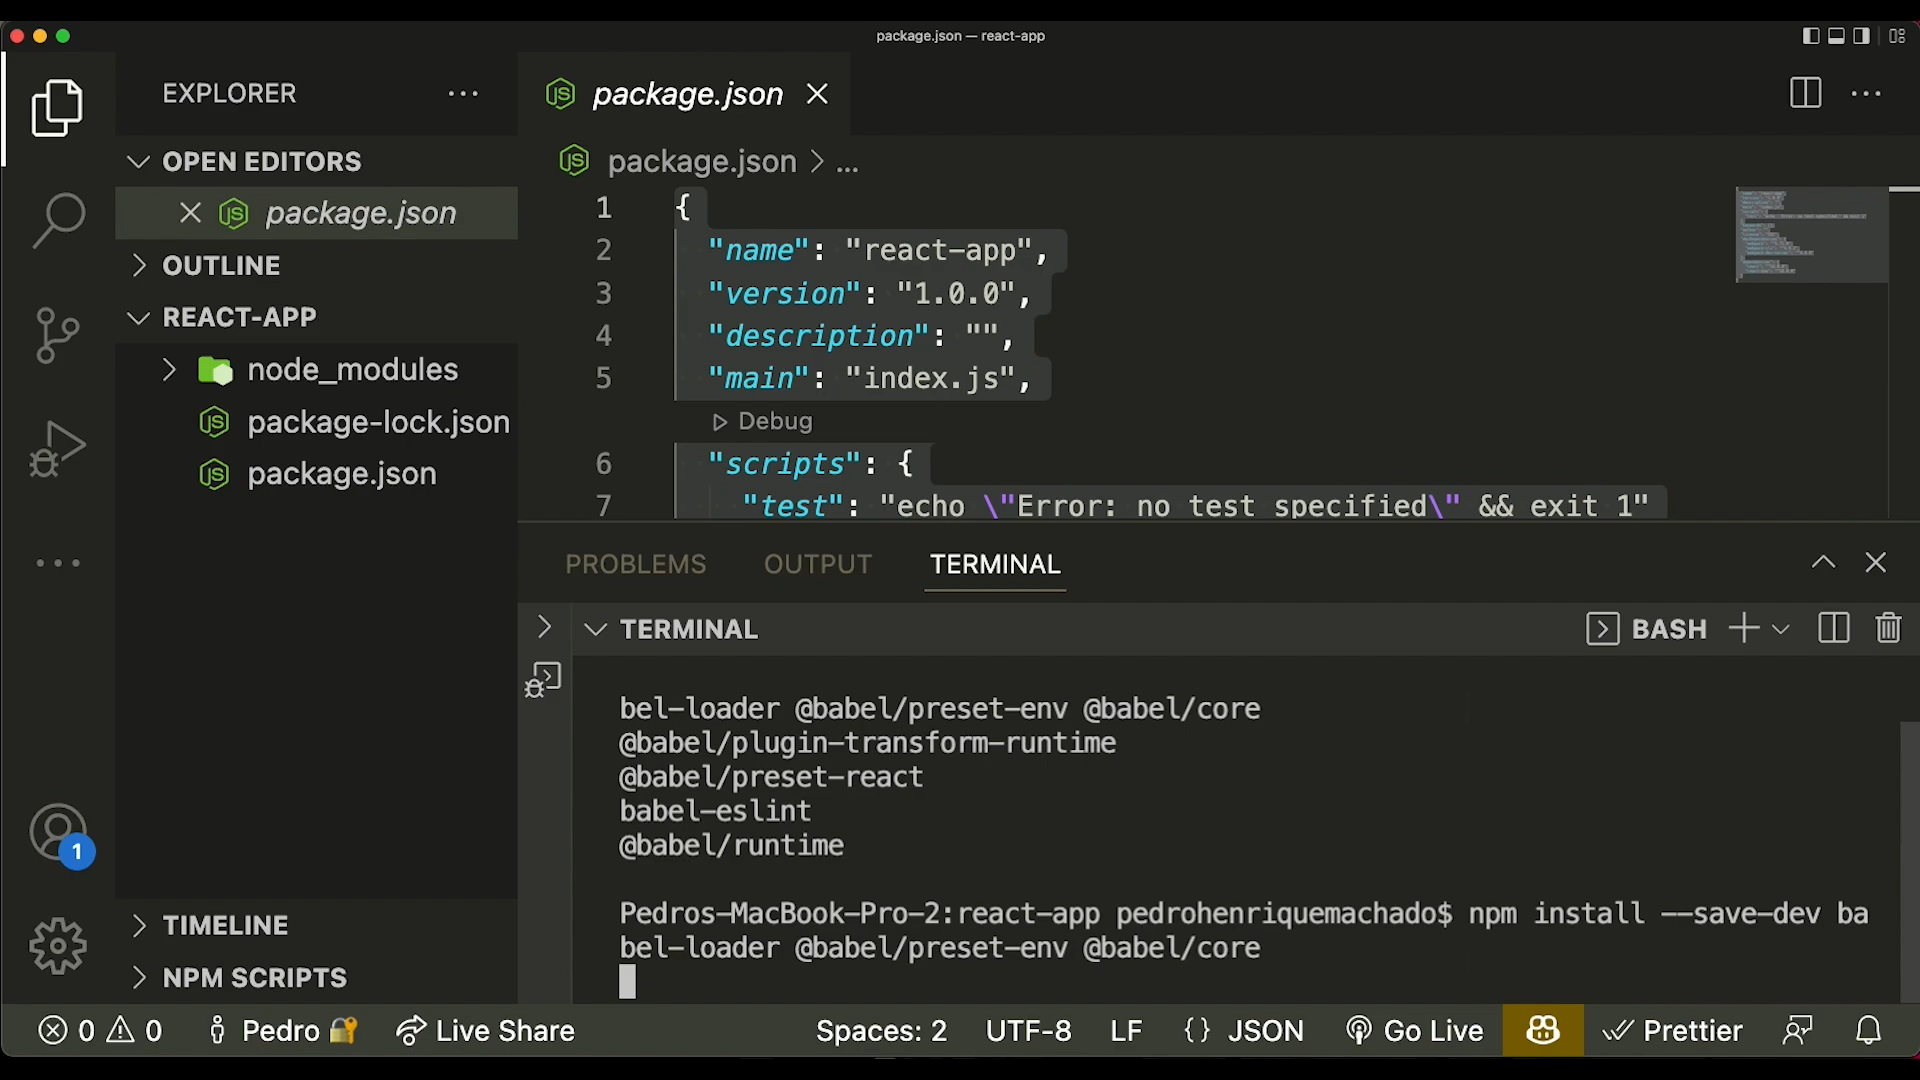 package.json — react-app
EXPLORER
package.json
OPEN EDITORS
package.json
OUTLINE
REACT-APP
node_modules
package-lock.json
package.json
TIMELINE
NPM SCRIPTS
1
package.json > ...
1 {
2 "name": "react-app",
3 "version": "1.0.0",
4 "description": "",
5 "main": "index.js",
Debug
6 "scripts": {
7 "test": "echo \"Error: no test specified\" && exit 1"
PROBLEMS OUTPUT TERMINAL
TERMINAL
BASH
bel-loader @babel/preset-env @babel/core
@babel/plugin-transform-runtime
@babel/preset-react
babel-eslint
@babel/runtime
Pedros-MacBook-Pro-2:react-app pedrohenriquemachado$ npm install --save-dev ba
bel-loader @babel/preset-env @babel/core
0 0 Pedro Live Share Spaces: 2 UTF-8 LF {} JSON Go Live Prettier